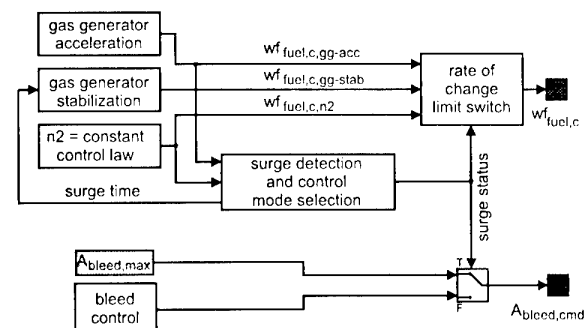 gas generator
acceleration
wf fuel,c,gg-acc
gas generator
stabilization
wf fuel,c,gg-stab
rate of
change
limit switch
wf fuel,c
wf fuel,c,n2
n2 = constant
control law
surge time
surge detection
and control
mode selection
surge status
A bleed,max
T
F
bleed
control
A bleed,cmd